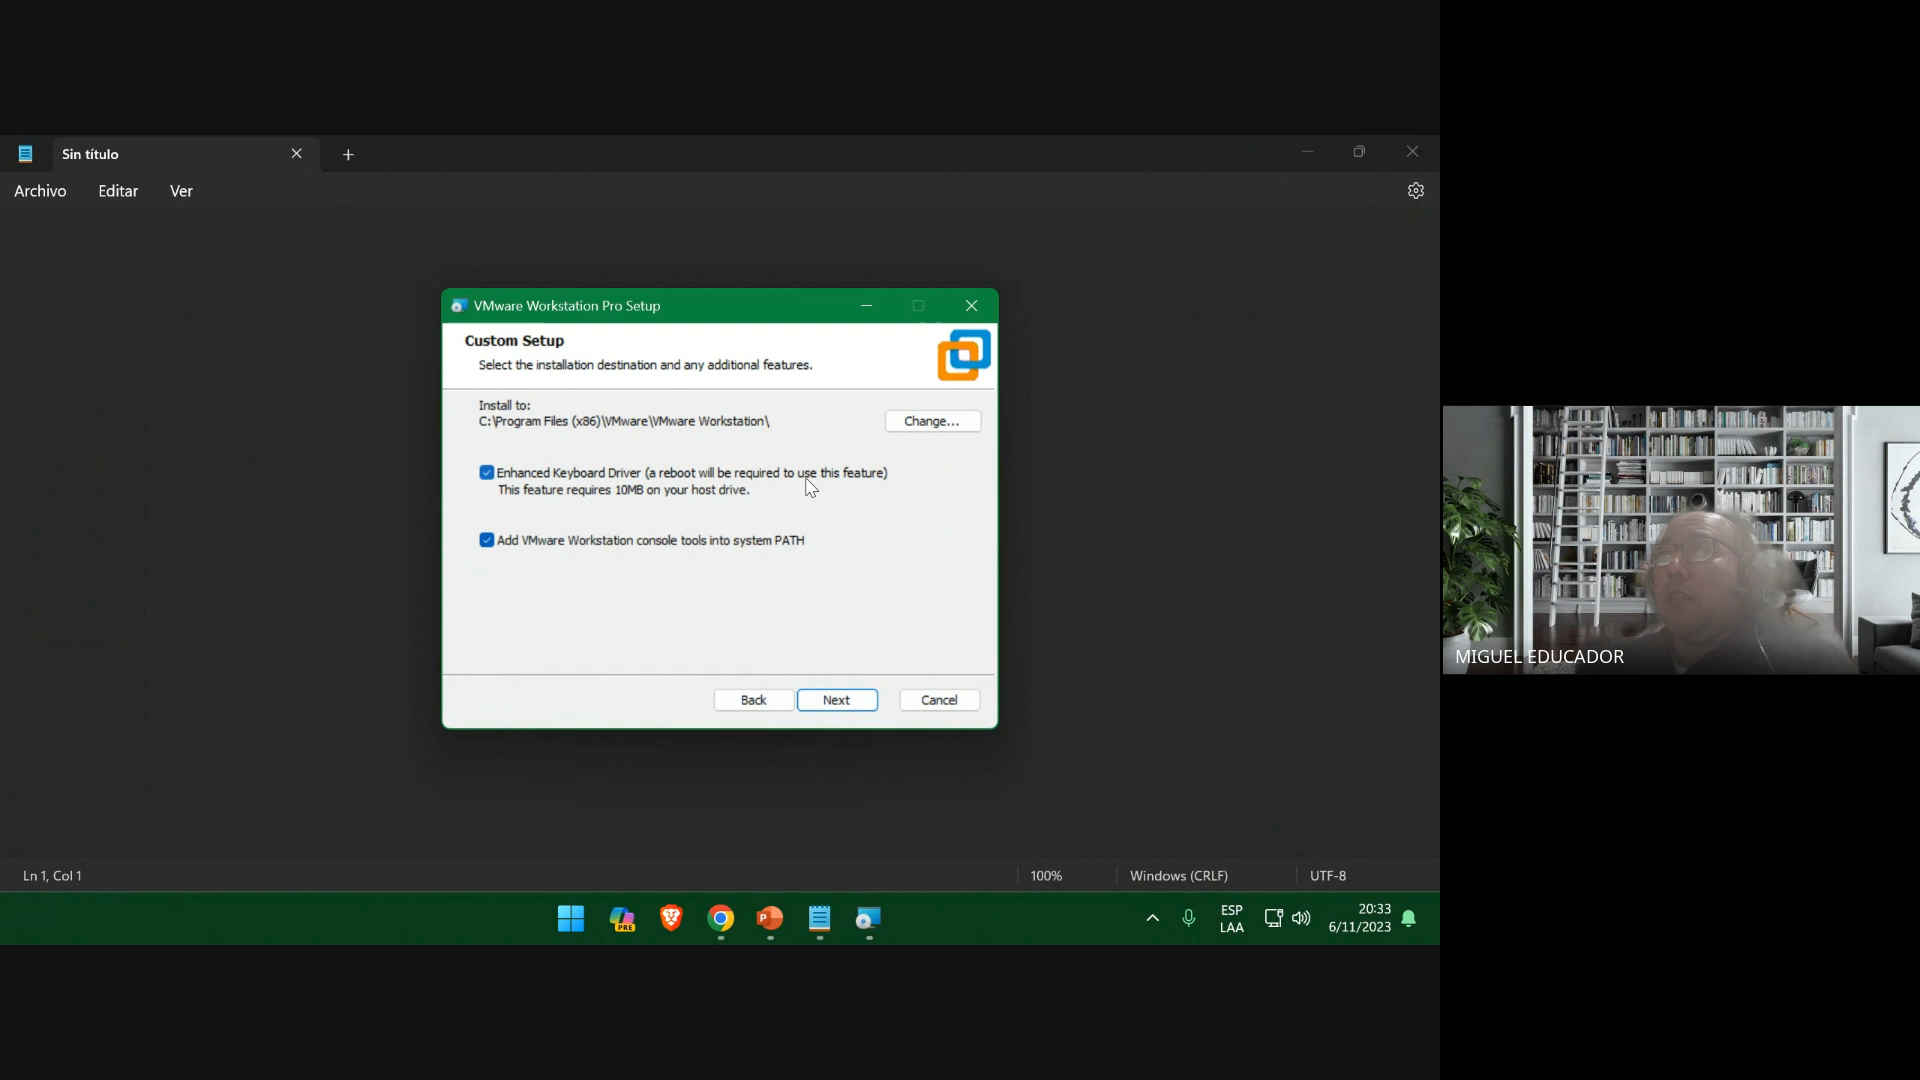 Sin título
Archivo Editar Ver
VMware Workstation Pro Setup
Custom Setup
Select the installation destination and any additional features.
Install to:
C:\Program Files (x86)\VMware\VMware Workstation\
Change...
Enhanced Keyboard Driver (a reboot will be required to use this feature)
This feature requires 10MB on your host drive.
Add VMware Workstation console tools into system PATH
Back Next Cancel
MIGUEL EDUCADOR
Ln 1, Col 1 100% Windows (CRLF) UTF-8
PRE
P
ESP
LAA
20:33
6/11/2023